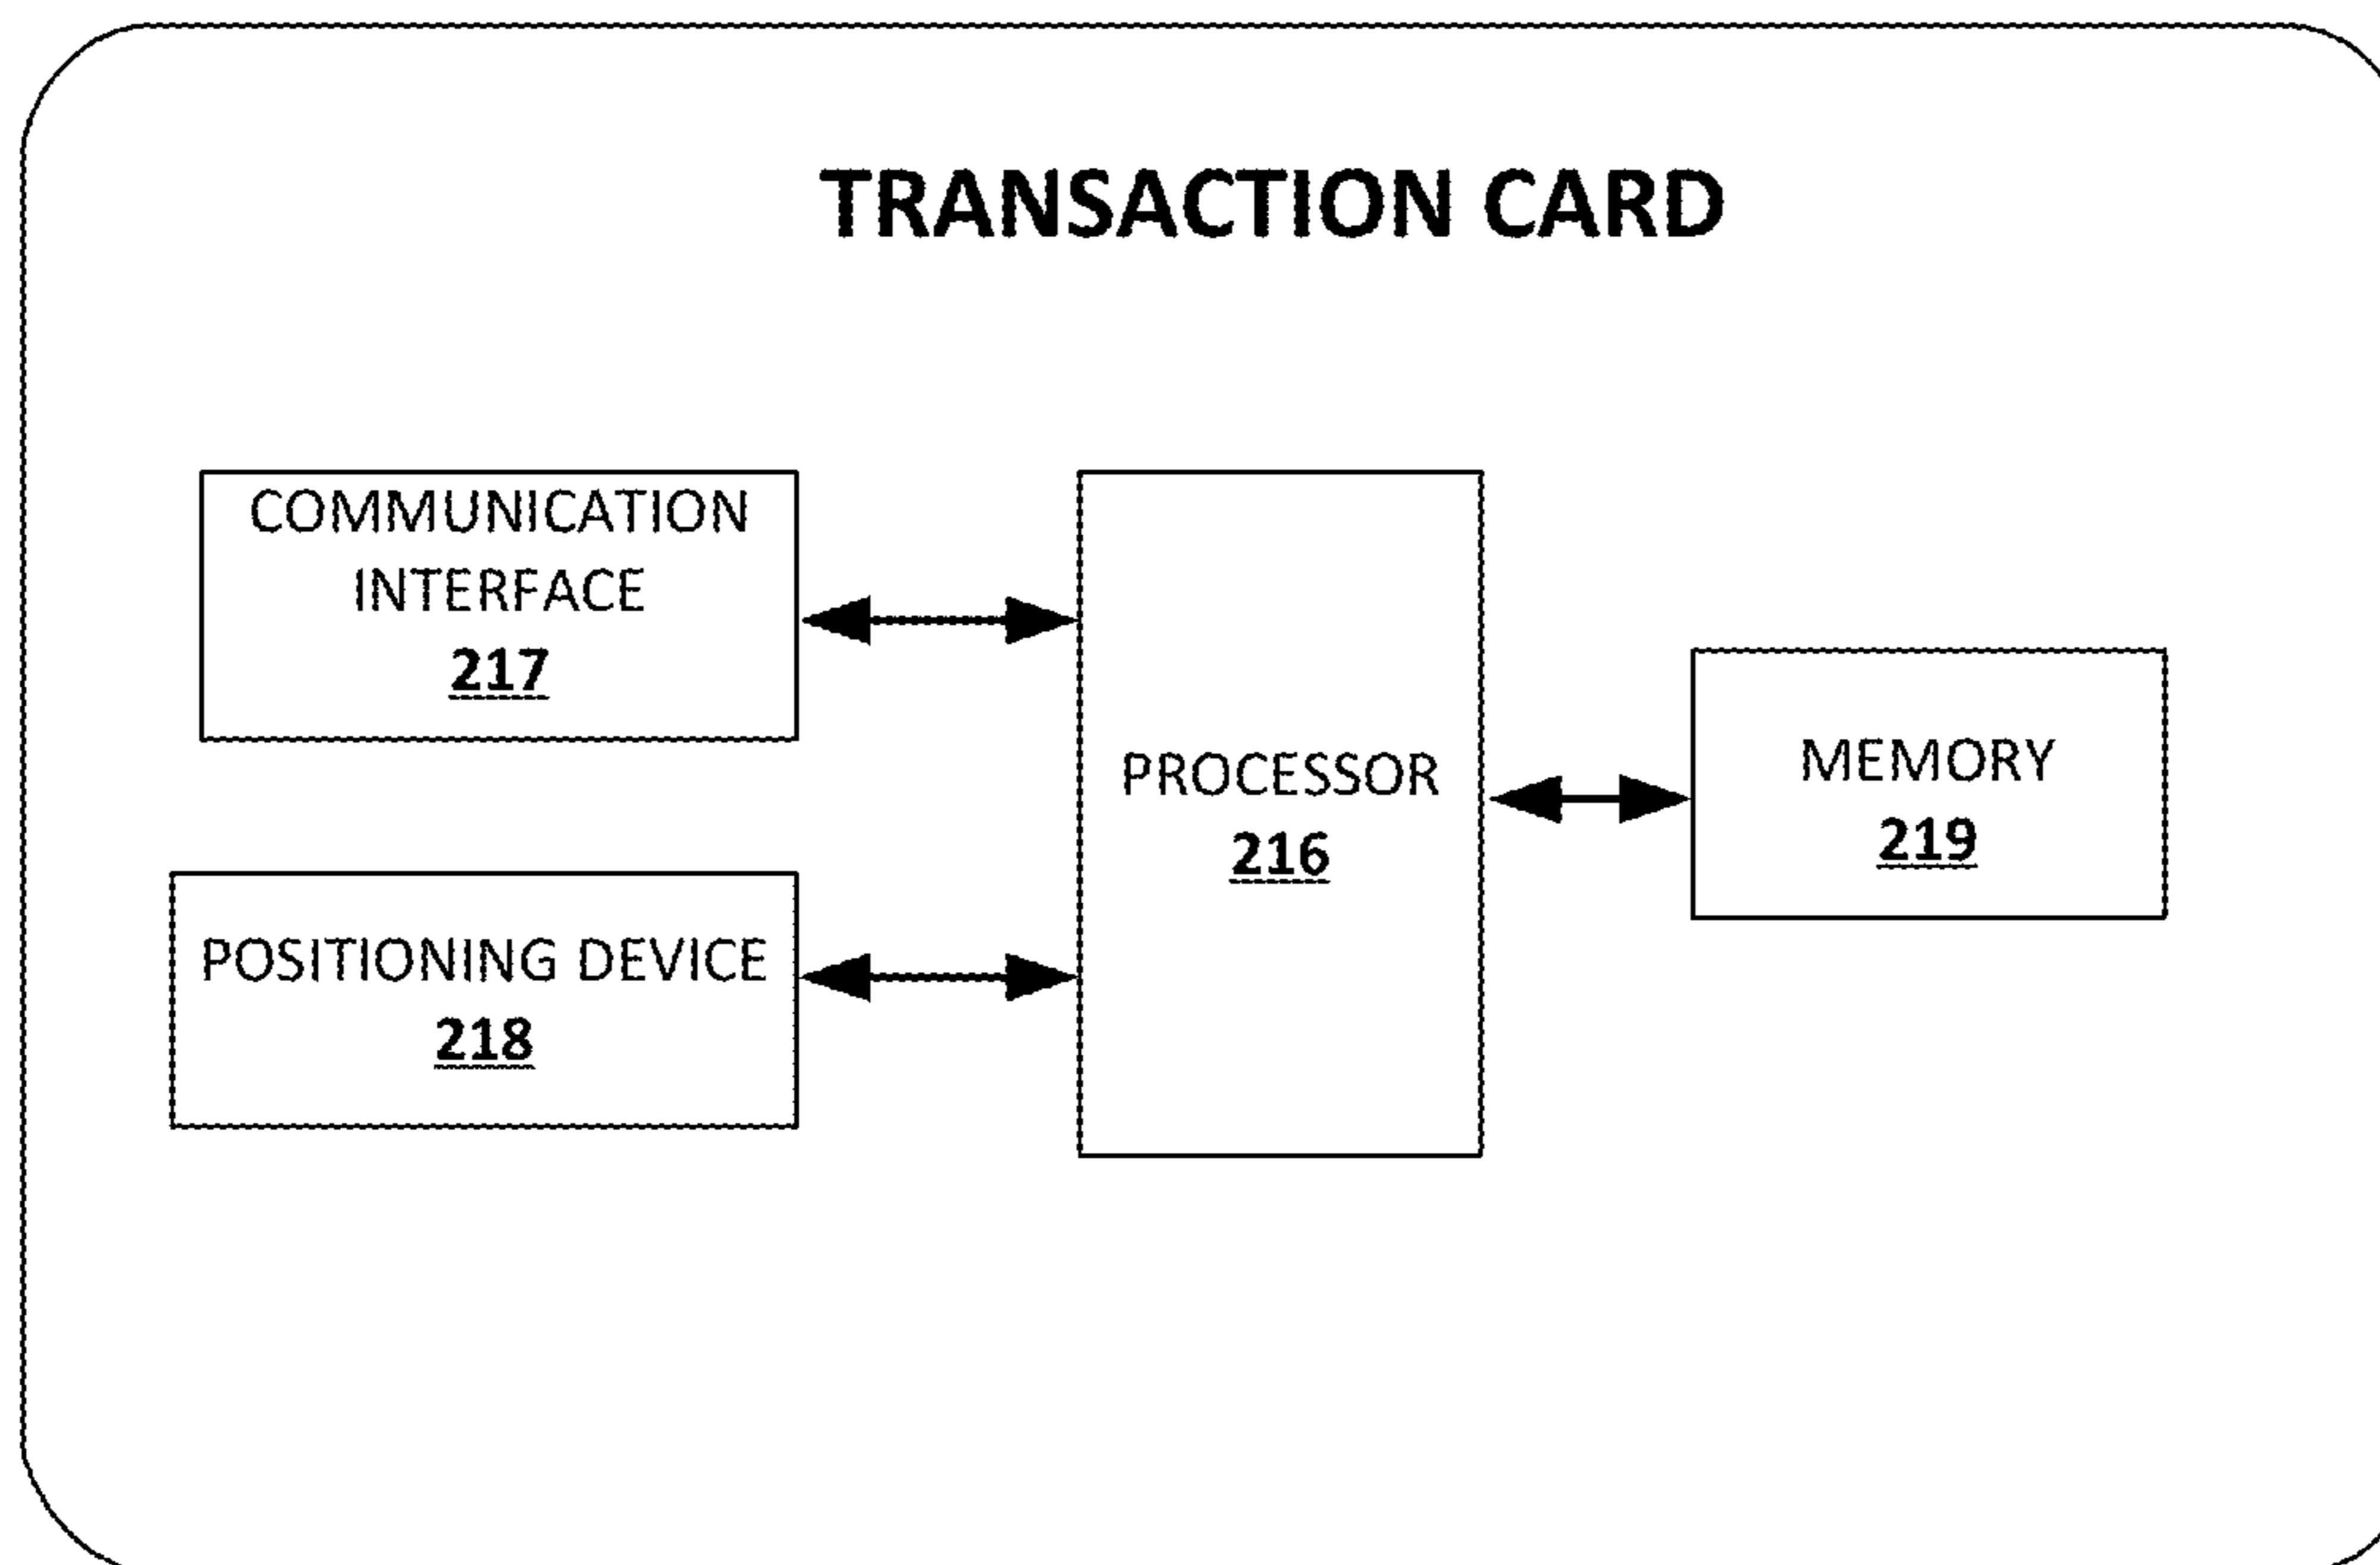 TRANSACTION CARD
COMMUNICATION
INTERFACE
217
POSITIONING DEVICE
218
PROCESSOR
216
MEMORY
219